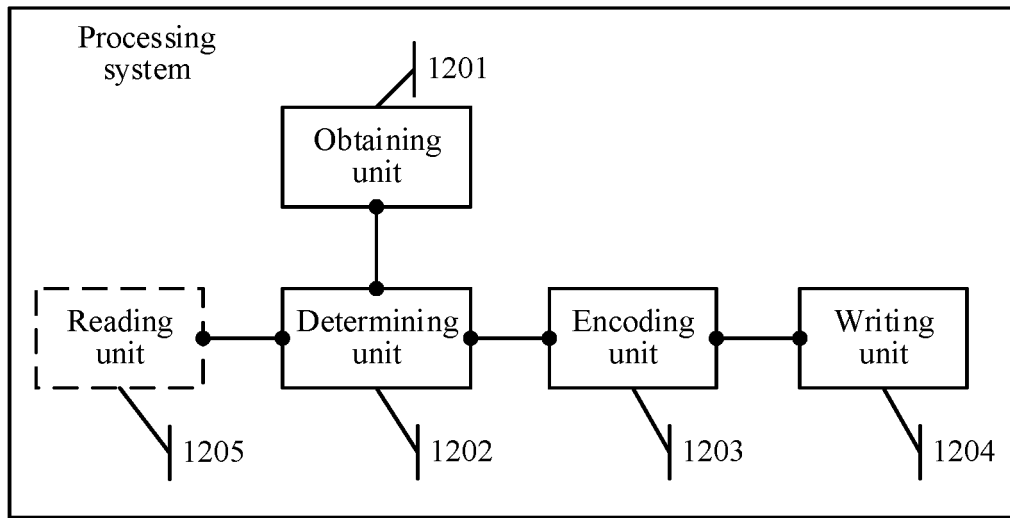 Processing
system
1201
Obtaining
unit
Reading
unit
Determining
unit
Encoding
unit
Writing
unit
1205
1202
1203
1204